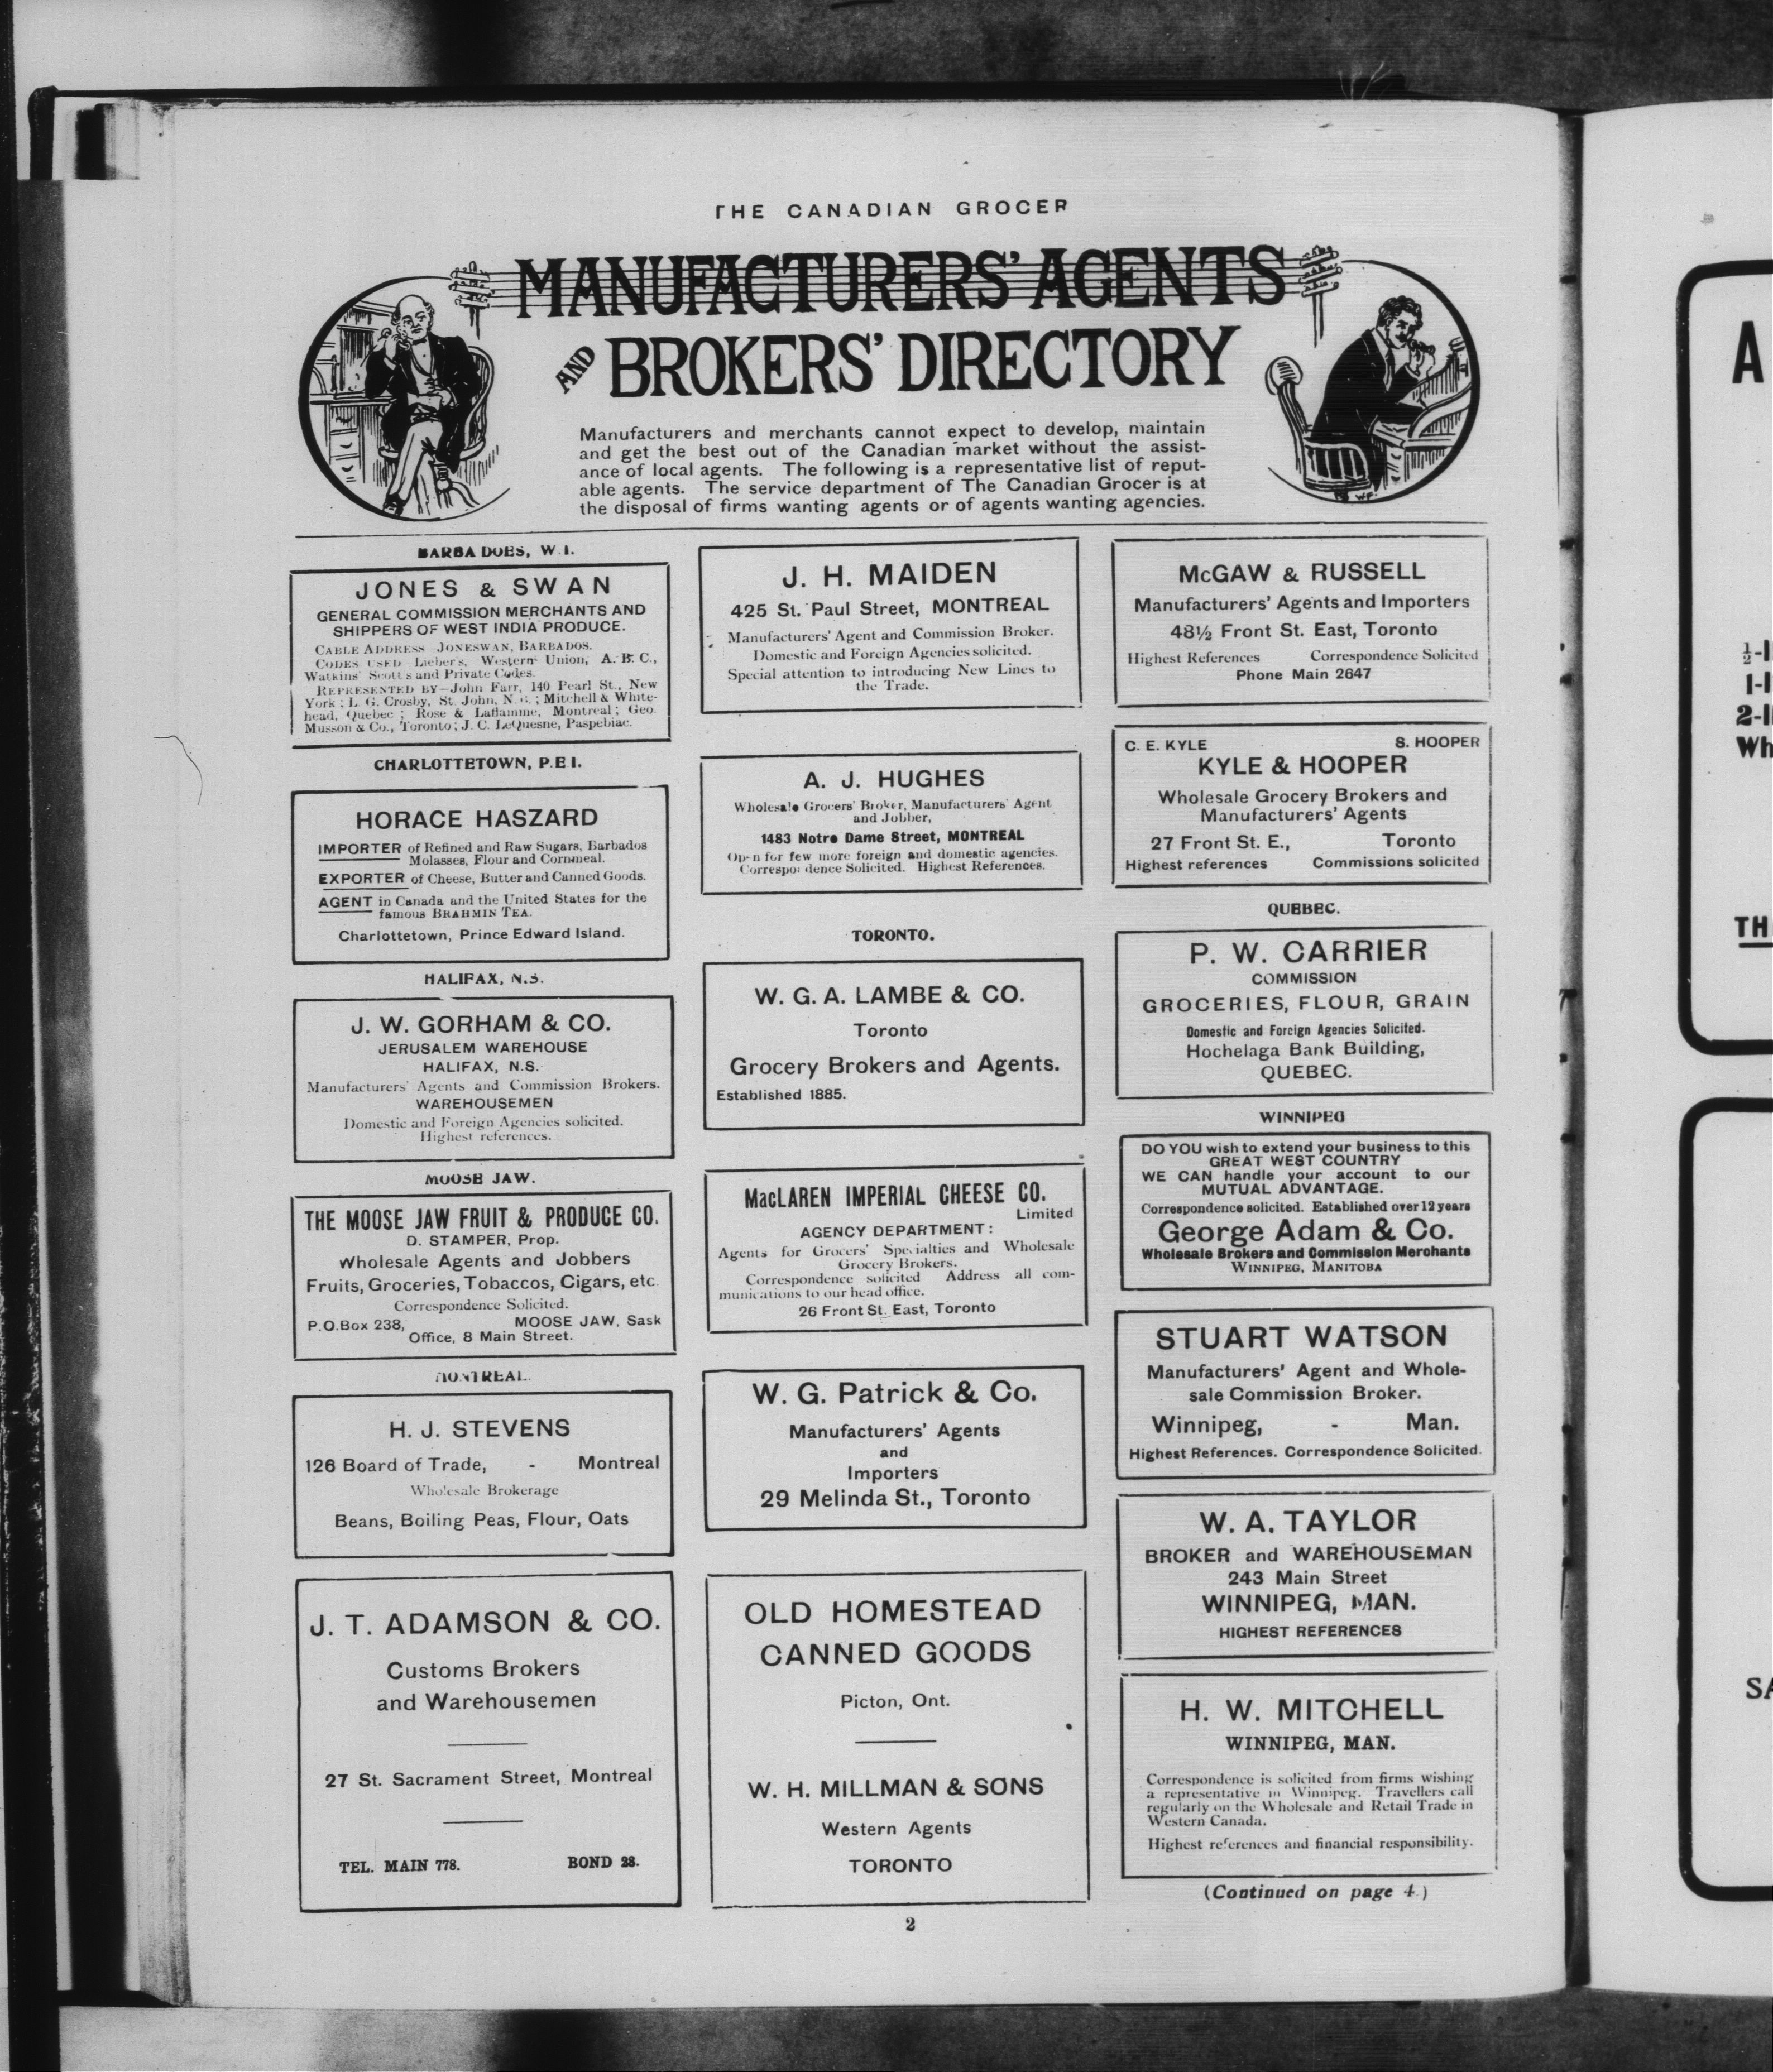 THE CANADIAN GROCER
MANUFACTURERS' AGENTS
AND BROKERS' DIRECTORY
Manufacturers and merchants cannot expect to develop, maintain
and get the best out of the Canadian market without the assist-
ance of local agents. The following is a representative list of reput-
able agents. The service department of The Canadian Grocer is at
the disposal of firms wanting agents or of agents wanting agencies.
BARBADOES, W.I.
JONES & SWAN
GENERAL COMMISSION MERCHANTS AND
SHIPPERS OF WEST INDIA PRODUCE.
CABLE ADDRESS—JONESWAN, BARBADOS.
CODES USED—Lieber's, Western Union, A. B. C.,
Watkins' Scott's and Private Codes.
REPRESENTED BY—John Farr, 140 Pearl St., New
York; L. G. Crosby, St. John, N.B.; Mitchell & White-
head, Quebec; Rose & Laflamme, Montreal; Geo.
Musson & Co., Toronto; J. C. LeQuesne, Paspebiac.
CHARLOTTETOWN, P.E.I.
HORACE HASZARD
IMPORTER of Refined and Raw Sugars, Barbados
Molasses, Flour and Cornmeal.
EXPORTER of Cheese, Butter and Canned Goods.
AGENT in Canada and the United States for the
famous BRAHMIN TEA.
Charlottetown, Prince Edward Island.
HALIFAX, N.S.
J. W. GORHAM & CO.
JERUSALEM WAREHOUSE
HALIFAX, N.S.
Manufacturers' Agents and Commission Brokers.
WAREHOUSEMEN
Domestic and Foreign Agencies solicited.
Highest references.
MOOSE JAW.
THE MOOSE JAW FRUIT & PRODUCE CO.
D. STAMPER, Prop.
Wholesale Agents and Jobbers
Fruits, Groceries, Tobaccos, Cigars, etc.
Correspondence Solicited.
P.O.Box 238, MOOSE JAW, Sask
Office, 8 Main Street.
MONTREAL.
H. J. STEVENS
126 Board of Trade, - Montreal
Wholesale Brokerage
Beans, Boiling Peas, Flour, Oats
J. T. ADAMSON & CO.
Customs Brokers
and Warehousemen
27 St. Sacrament Street, Montreal
TEL. MAIN 778. BOND 28.
J. H. MAIDEN
425 St. Paul Street, MONTREAL
Manufacturers' Agent and Commission Broker.
Domestic and Foreign Agencies solicited.
Special attention to introducing New Lines to
the Trade.
A. J. HUGHES
Wholesale Grocers' Broker, Manufacturers' Agent
and Jobber,
1483 Notre Dame Street, MONTREAL
Open for few more foreign and domestic agencies.
Correspondence Solicited. Highest References.
TORONTO.
W. G. A. LAMBE & CO.
Toronto
Grocery Brokers and Agents.
Established 1885.
MacLAREN IMPERIAL CHEESE CO.
Limited
AGENCY DEPARTMENT:
Agents for Grocers' Specialties and Wholesale
Grocery Brokers.
Correspondence solicited Address all com-
munications to our head office.
26 Front St. East, Toronto
W. G. Patrick & Co.
Manufacturers' Agents
and
Importers
29 Melinda St., Toronto
OLD HOMESTEAD
CANNED GOODS
Picton, Ont.
W. H. MILLMAN & SONS
Western Agents
TORONTO
McGAW & RUSSELL
Manufacturers' Agents and Importers
48½ Front St. East, Toronto
Highest References Correspondence Solicited
Phone Main 2647
C. E. KYLE S. HOOPER
KYLE & HOOPER
Wholesale Grocery Brokers and
Manufacturers' Agents
27 Front St. E., Toronto
Highest references Commissions solicited
QUEBEC.
P. W. CARRIER
COMMISSION
GROCERIES, FLOUR, GRAIN
Domestic and Foreign Agencies Solicited.
Hochelaga Bank Building,
QUEBEC.
WINNIPEG
DO YOU wish to extend your business to this
GREAT WEST COUNTRY
WE CAN handle your account to our
MUTUAL ADVANTAGE.
Correspondence solicited. Established over 12 years
George Adam & Co.
Wholesale Brokers and Commission Merchants
WINNIPEG, MANITOBA
STUART WATSON
Manufacturers' Agent and Whole-
sale Commission Broker.
Winnipeg, - Man.
Highest References. Correspondence Solicited.
W. A. TAYLOR
BROKER and WAREHOUSEMAN
243 Main Street
WINNIPEG, MAN.
HIGHEST REFERENCES
H. W. MITCHELL
WINNIPEG, MAN.
Correspondence is solicited from firms wishing
a representative in Winnipeg. Travellers call
regularly on the Wholesale and Retail Trade in
Western Canada.
Highest references and financial responsibility.
(Continued on page 4.)
2